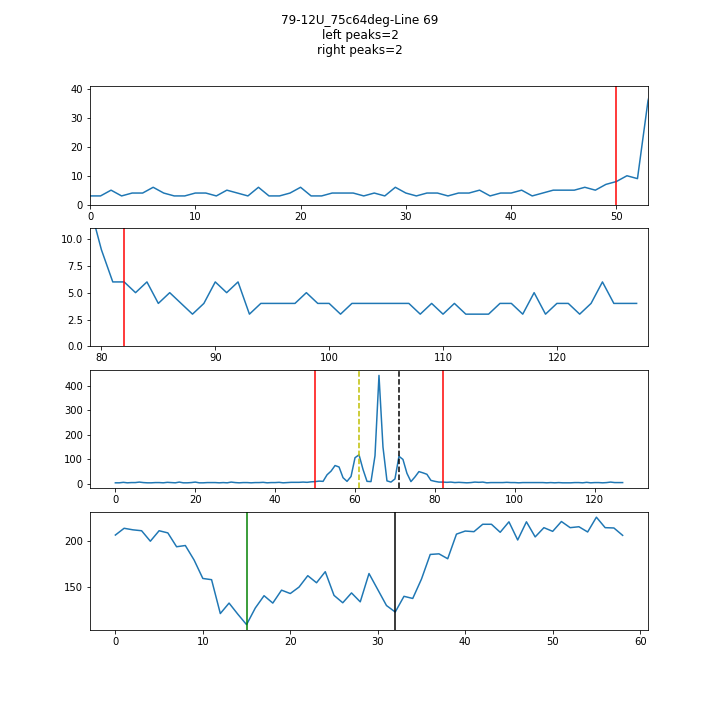 79-12U_75c64deg-Line 69
left peaks=2
right peaks=2
40
30
20
10
0
0 10 20 30 40 50
10.0
7.5
5.0
2.5
0.0
80 90 100 110 120
400
300
200
100
0
0 20 40 60 80 100 120
200
150
0 10 20 30 40 50 60